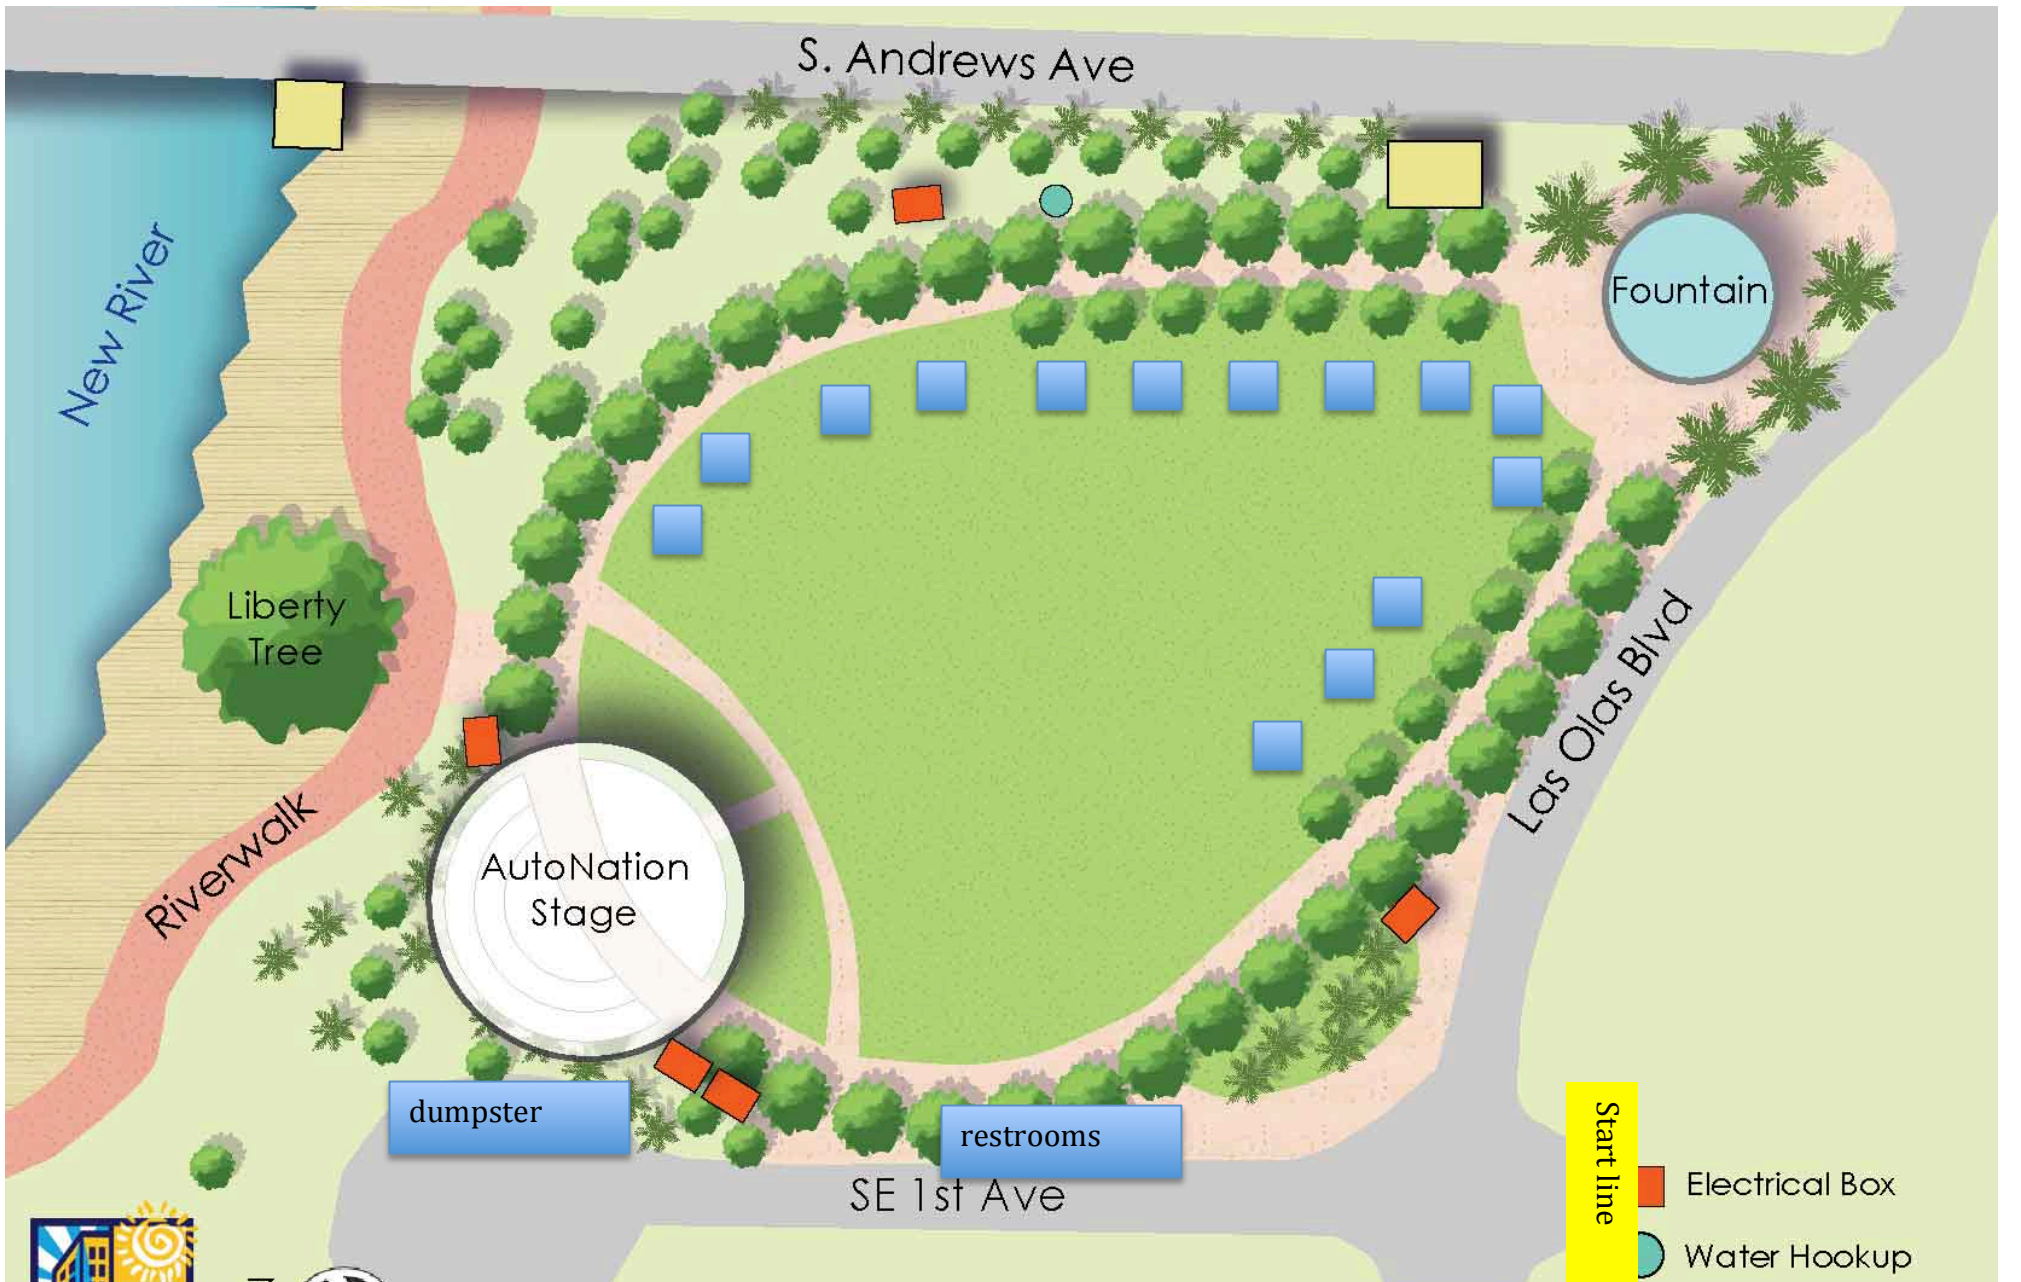 S. Andrews Ave
New River
Fountain
Liberty
Tree
Las Olas Blvd
Riverwalk
AutoNation
Stage
dumpster
restrooms
SE 1st Ave
Start line
Electrical Box
Water Hookup